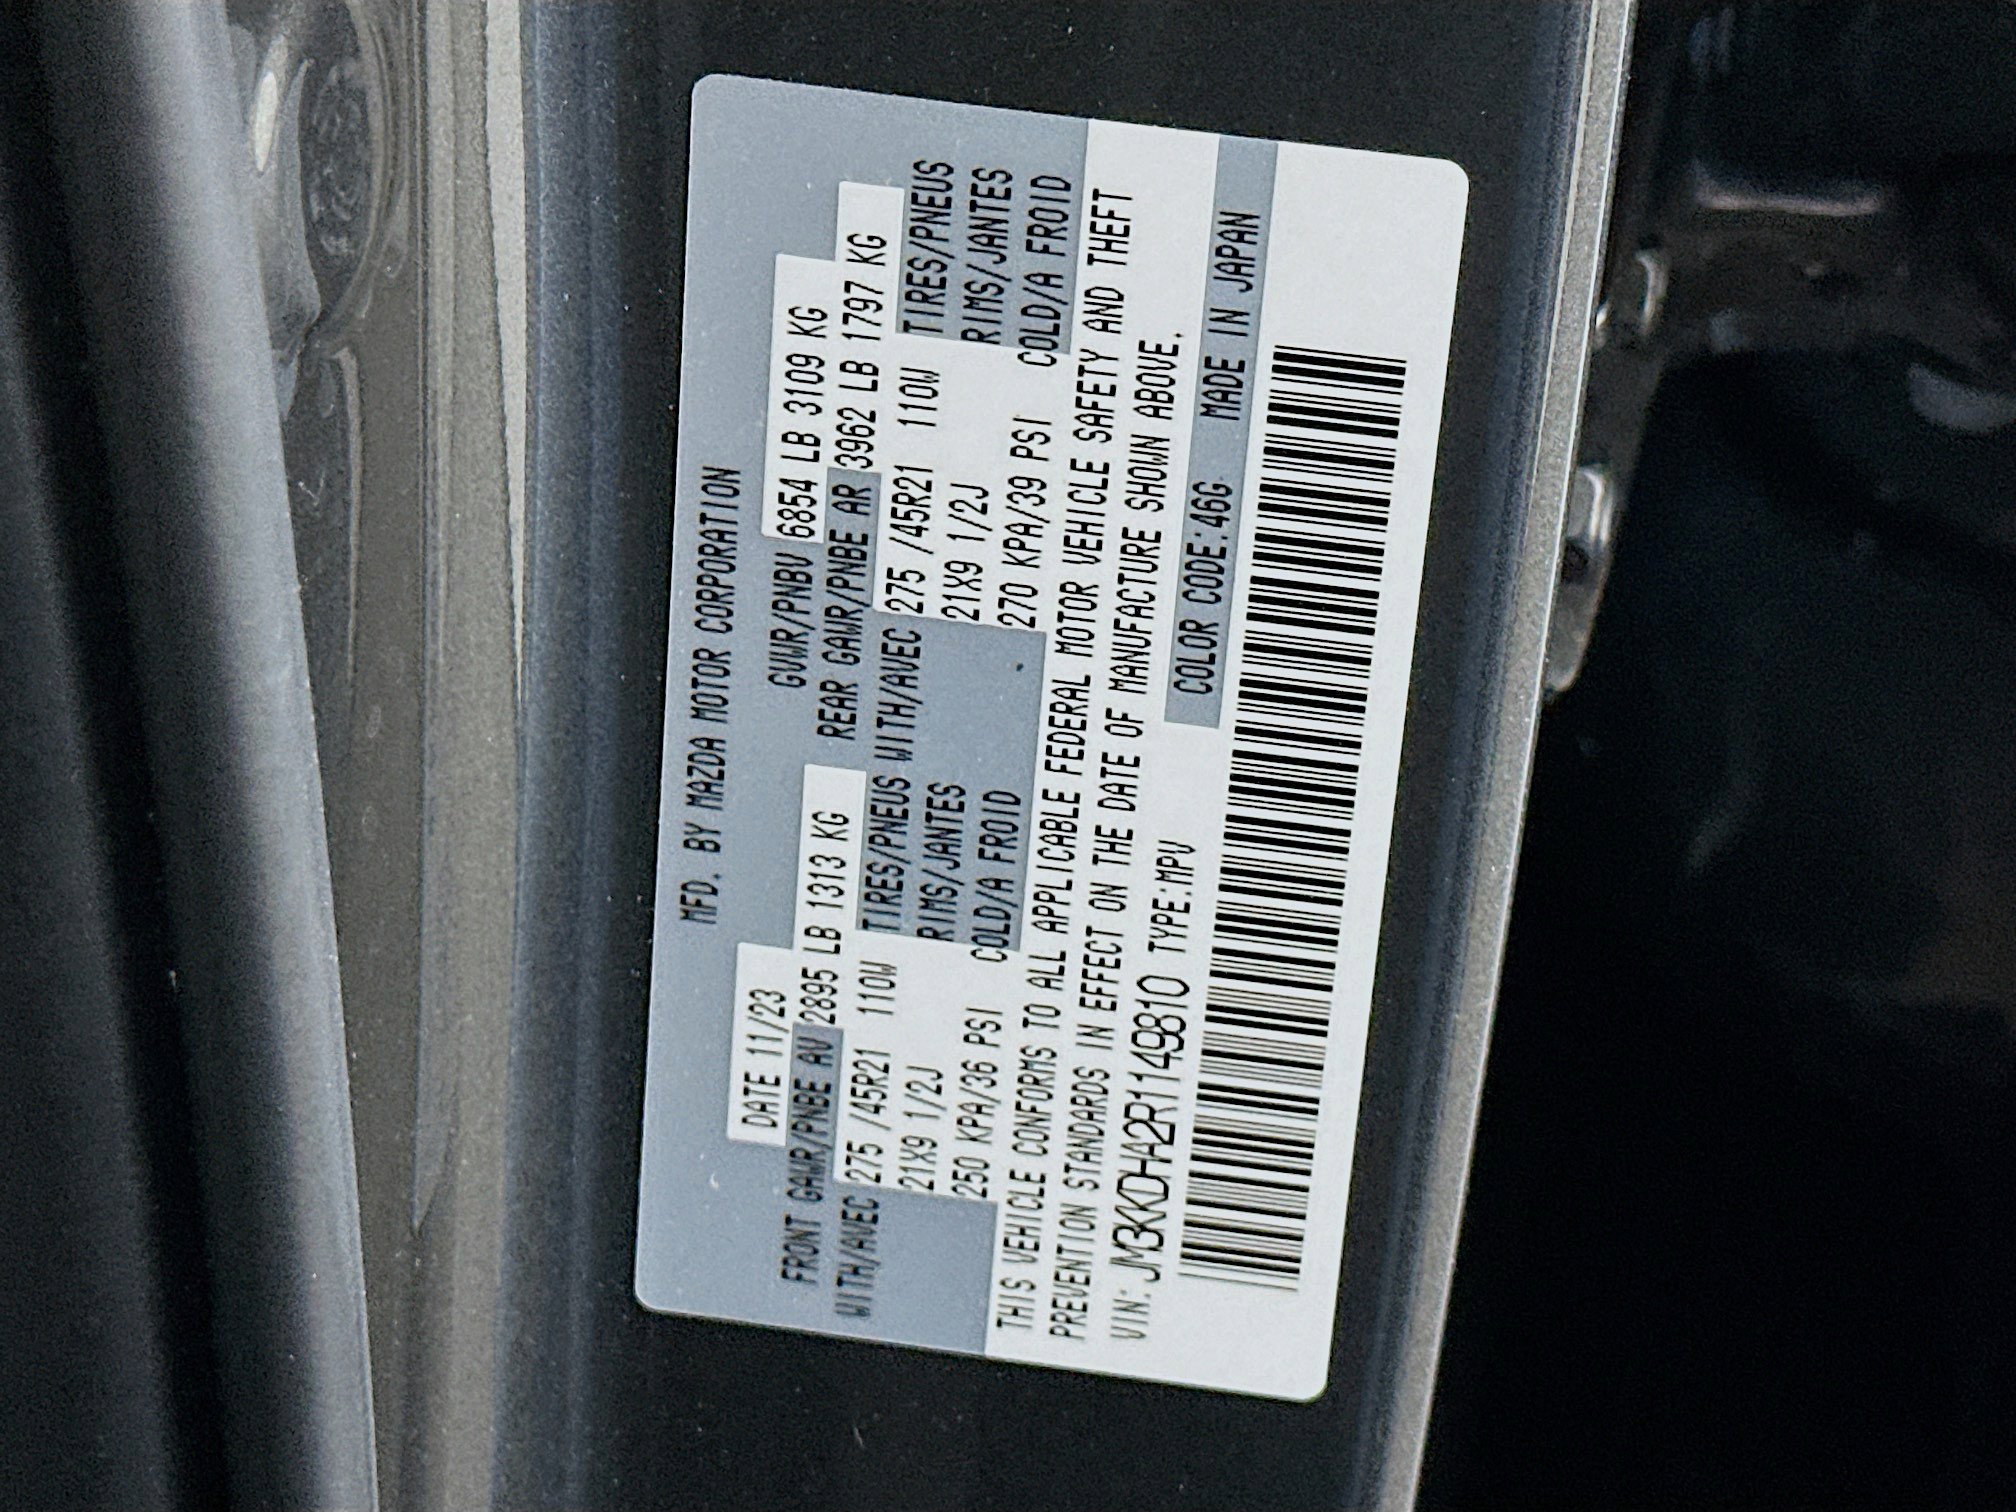 MFD. BY MAZDA MOTOR CORPORATION
DATE 11/23 GVWR/PNBV 6854 LB 3109 KG
FRONT GAWR/PNBE AV 2895 LB 1313 KG REAR GAWR/PNBE AR 3962 LB 1797 KG
WITH/AVEC 275 /45R21 110W TIRES/PNEUS WITH/AVEC 275 /45R21 110W TIRES/PNEUS
21X9 1/2J RIMS/JANTES 21X9 1/2J RIMS/JANTES
250 KPA/36 PSI COLD/A FROID 270 KPA/39 PSI COLD/A FROID
THIS VEHICLE CONFORMS TO ALL APPLICABLE FEDERAL MOTOR VEHICLE SAFETY AND THEFT
PREVENTION STANDARDS IN EFFECT ON THE DATE OF MANUFACTURE SHOWN ABOVE.
VIN: JM3KKDHA2R1149810 TYPE:MPV COLOR CODE:46G MADE IN JAPAN